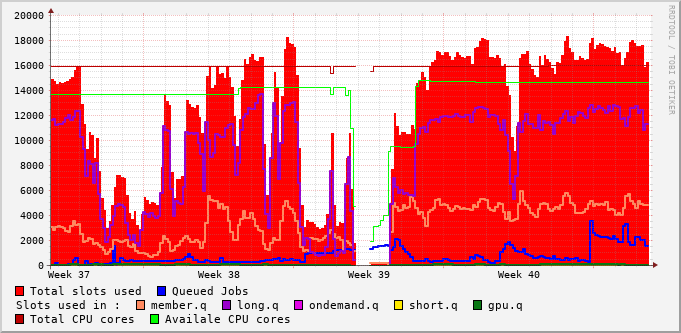 20000
18000
16000
14000
12000
10000
8000
6000
4000
2000
0
Week 37 Week 38 Week 39 Week 40
Total slots used Queued Jobs
Slots used in : member.q long.q ondemand.q short.q gpu.q
Total CPU cores Availale CPU cores
RRDTOOL / TOBI OETIKER